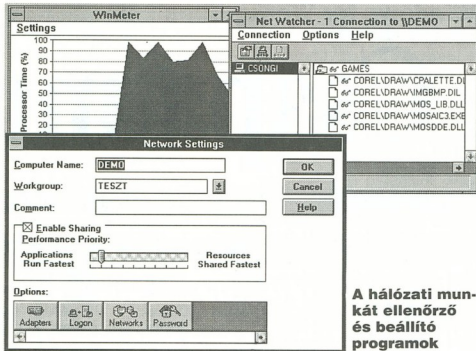 WinMeter
Settings
100
90
80
70
60
50
40
30
20
10
Processor Time (%)
Net Watcher - 1 Connection to \\DEMO
Connection Options Help
CSONGI
GAMES
COREL\DRAW\CPALETTE.DL
COREL\DRAW\IMGBMP.DIL
COREL\DRAW\MOS_LIB.DLL
COREL\DRAW\MOSAIC3.EXE
COREL\DRAW\MOSDDE.DLL
Network Settings
Computer Name: DEMO
OK
Workgroup: TESZT
Cancel
Comment:
Help
Enable Sharing
Performance Priority:
Applications Run Fastest
Resources Shared Fastest
Options:
Adapters Logon Networks Password
A hálózati mun-
kát ellenőrző
és beállító
programok